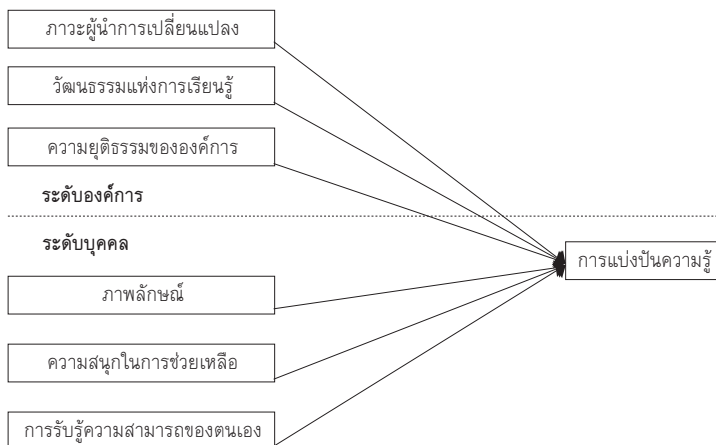 ภาวะผู้นำการเปลี่ยนแปลง
วัฒนธรรมแห่งการเรียนรู้
ความยุติธรรมขององค์การ
ระดับองค์การ
ระดับบุคคล
การแบ่งปันความรู้
ภาพลักษณ์
ความสนุกในการช่วยเหลือ
การรับรู้ความสามารถของตนเอง